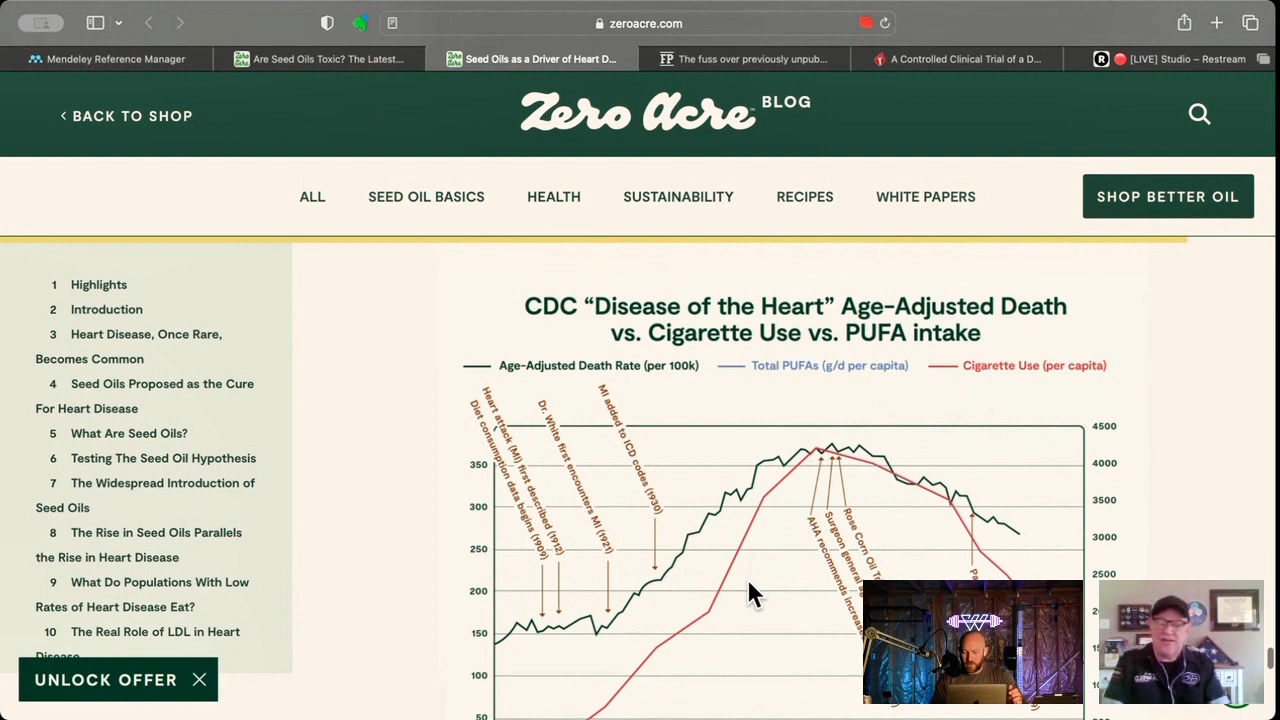 zeroacre.com
Mendeley Reference Manager
Are Seed Oils Toxic? The Latest...
Seed Oils as a Driver of Heart D...
The fuss over previously unpub...
A Controlled Clinical Trial of a D...
[LIVE] Studio – Restream
BACK TO SHOP
Zero Acre BLOG
ALL
SEED OIL BASICS
HEALTH
SUSTAINABILITY
RECIPES
WHITE PAPERS
SHOP BETTER OIL
1 Highlights
2 Introduction
3 Heart Disease, Once Rare,
Becomes Common
4 Seed Oils Proposed as the Cure
For Heart Disease
5 What Are Seed Oils?
6 Testing The Seed Oil Hypothesis
7 The Widespread Introduction of
Seed Oils
8 The Rise in Seed Oils Parallels
the Rise in Heart Disease
9 What Do Populations With Low
Rates of Heart Disease Eat?
10 The Real Role of LDL in Heart
Disease
UNLOCK OFFER
CDC “Disease of the Heart” Age-Adjusted Death
vs. Cigarette Use vs. PUFA intake
Age-Adjusted Death Rate (per 100k)
Total PUFAs (g/d per capita)
Cigarette Use (per capita)
Diet consumption data begins (1909)
Heart attack (MI) first described (1912)
Dr. White first encounters MI (1921)
MI added to ICD codes (1930)
AHA recommends increase
Surgeon general
Rose Corn Oil
Pa
350
300
250
200
150
100
50
4500
4000
3500
3000
2500